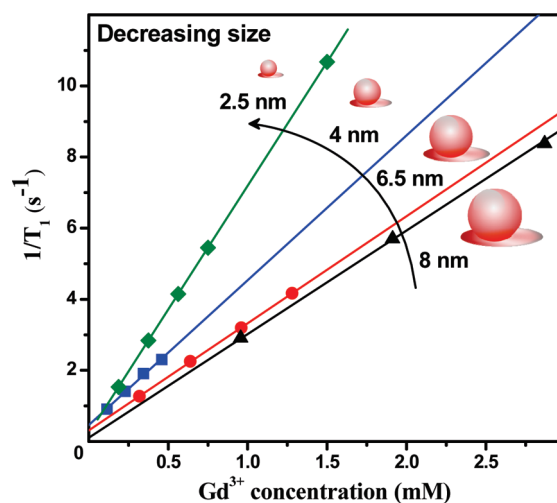 Decreasing size
2.5 nm
4 nm
6.5 nm
8 nm
1/T₁ (s⁻¹)
10
8
6
4
2
0
0.5
1.0
1.5
2.0
2.5
Gd³⁺ concentration (mM)